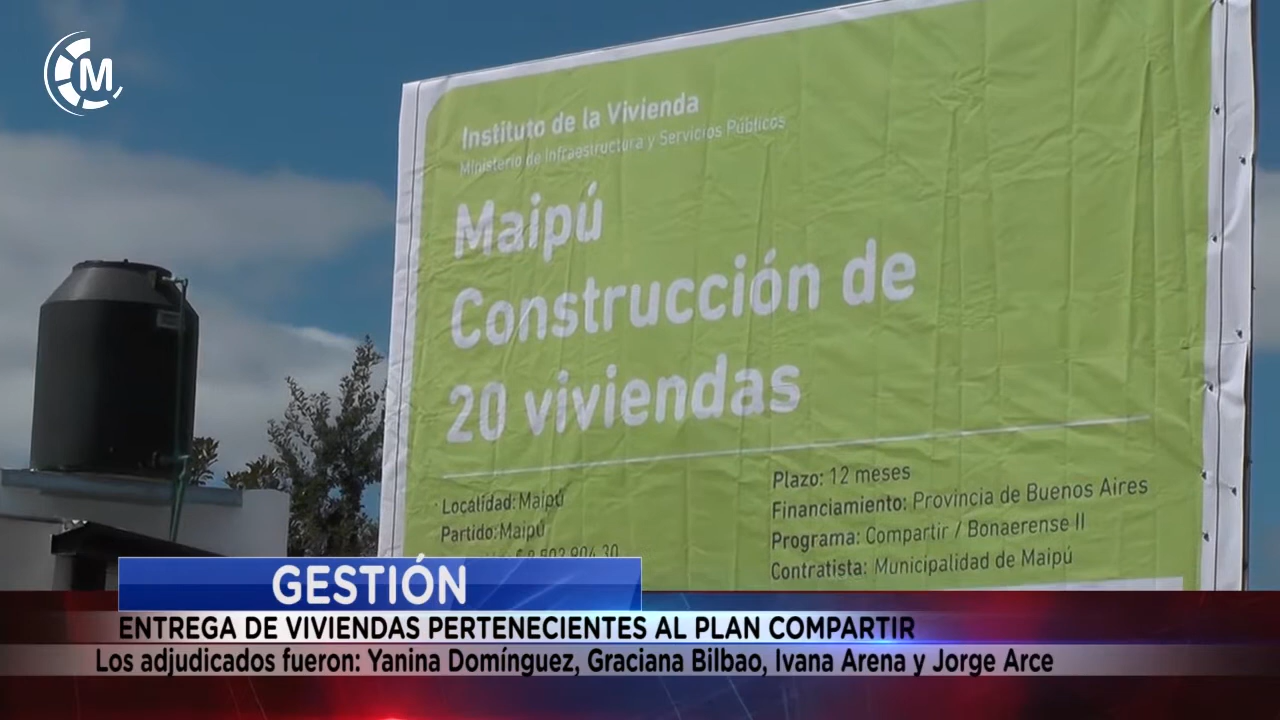 M
Instituto de la Vivienda
Ministerio de Infraestructura y Servicios Públicos
Maipú
Construcción de
20 viviendas
Localidad: Maipú
Partido: Maipú
Plazo: 12 meses
Financiamiento: Provincia de Buenos Aires
Programa: Compartir / Bonaerense II
Contratista: Municipalidad de Maipú
GESTIÓN
ENTREGA DE VIVIENDAS PERTENECIENTES AL PLAN COMPARTIR
Los adjudicados fueron: Yanina Domínguez, Graciana Bilbao, Ivana Arena y Jorge Arce